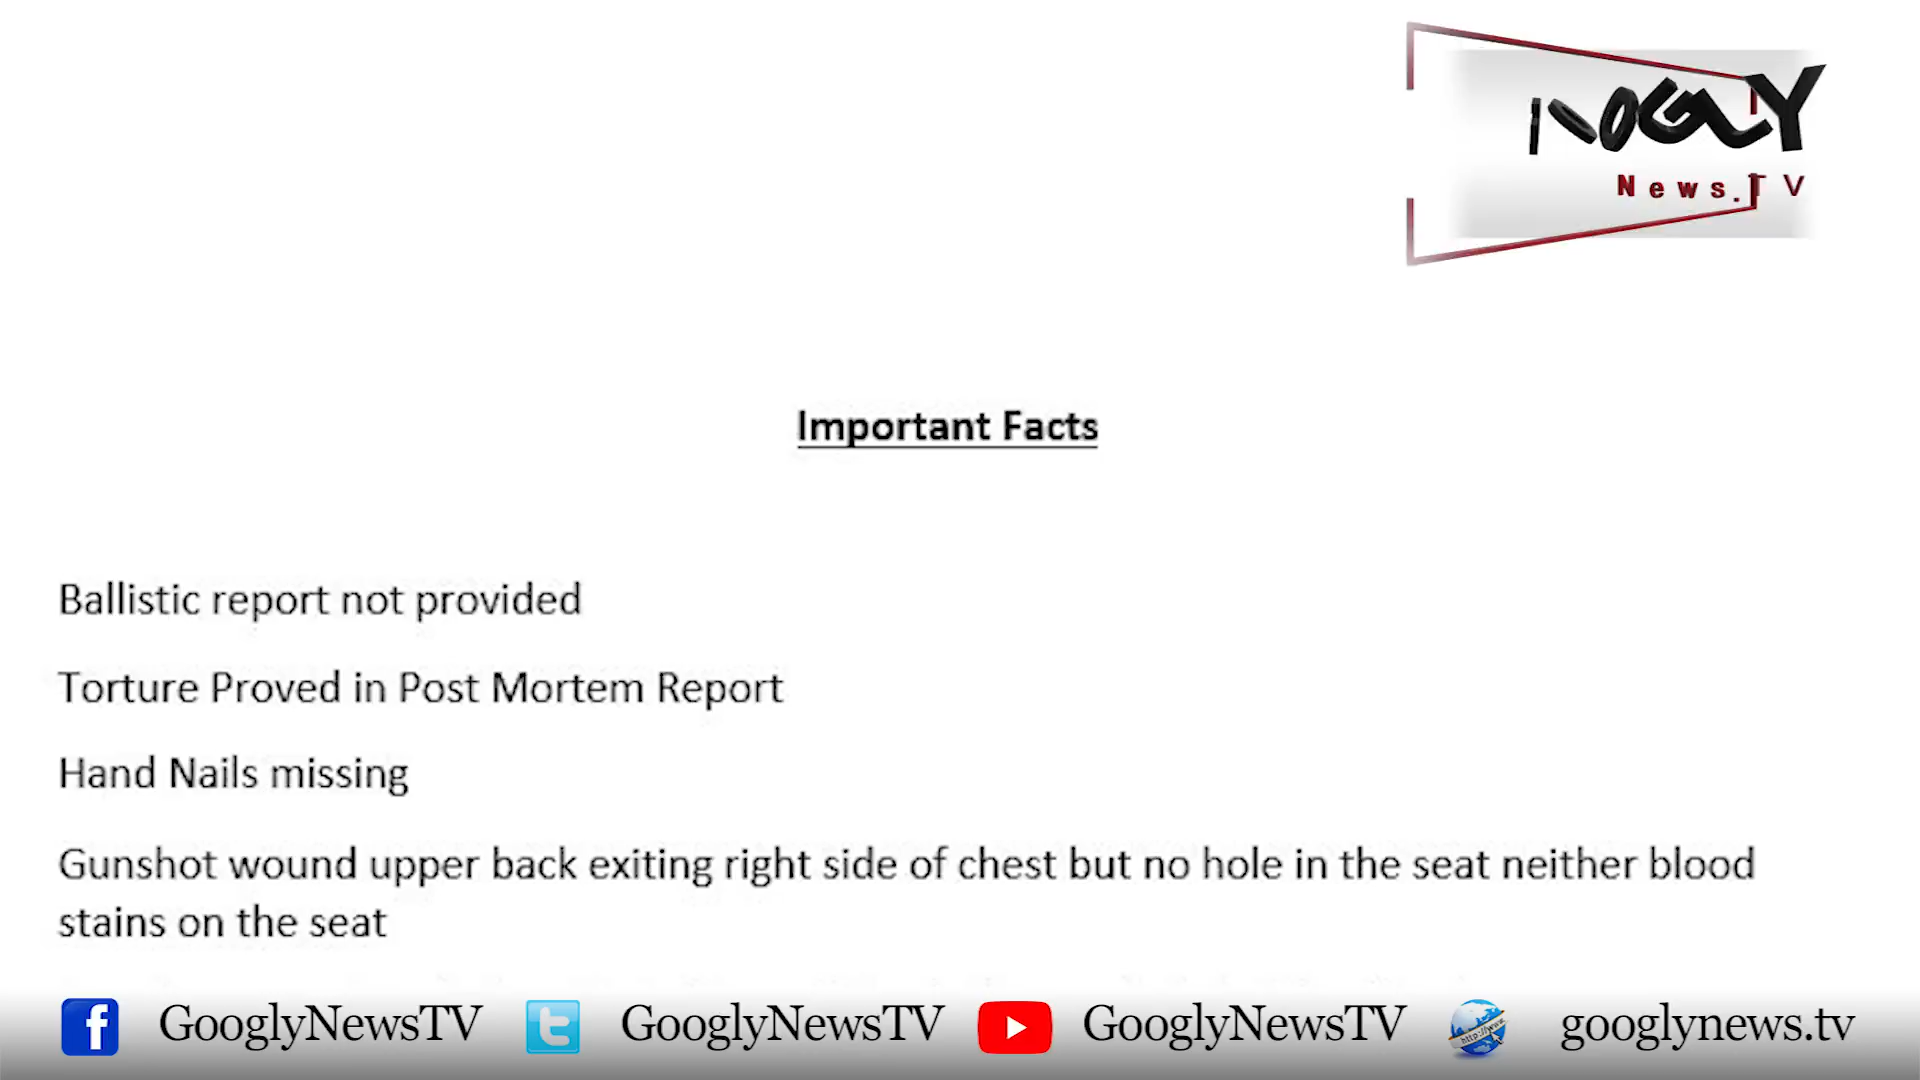 GOOGLY
News.TV
Important Facts
Ballistic report not provided
Torture Proved in Post Mortem Report
Hand Nails missing
Gunshot wound upper back exiting right side of chest but no hole in the seat neither blood
stains on the seat
GooglyNewsTV GooglyNewsTV GooglyNewsTV googlynews.tv